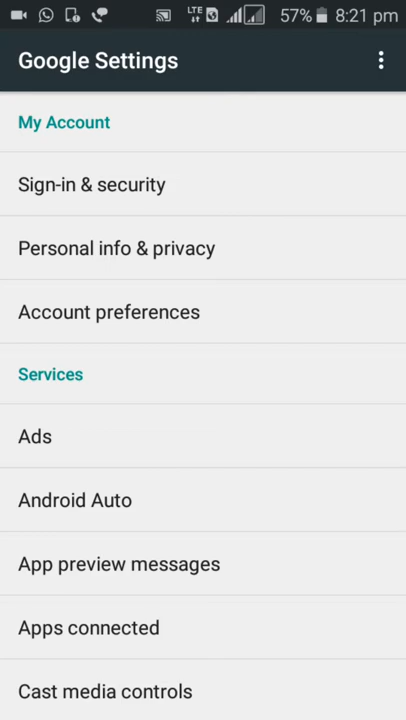 LTE 57% 8:21 pm
Google Settings
My Account
Sign-in & security
Personal info & privacy
Account preferences
Services
Ads
Android Auto
App preview messages
Apps connected
Cast media controls